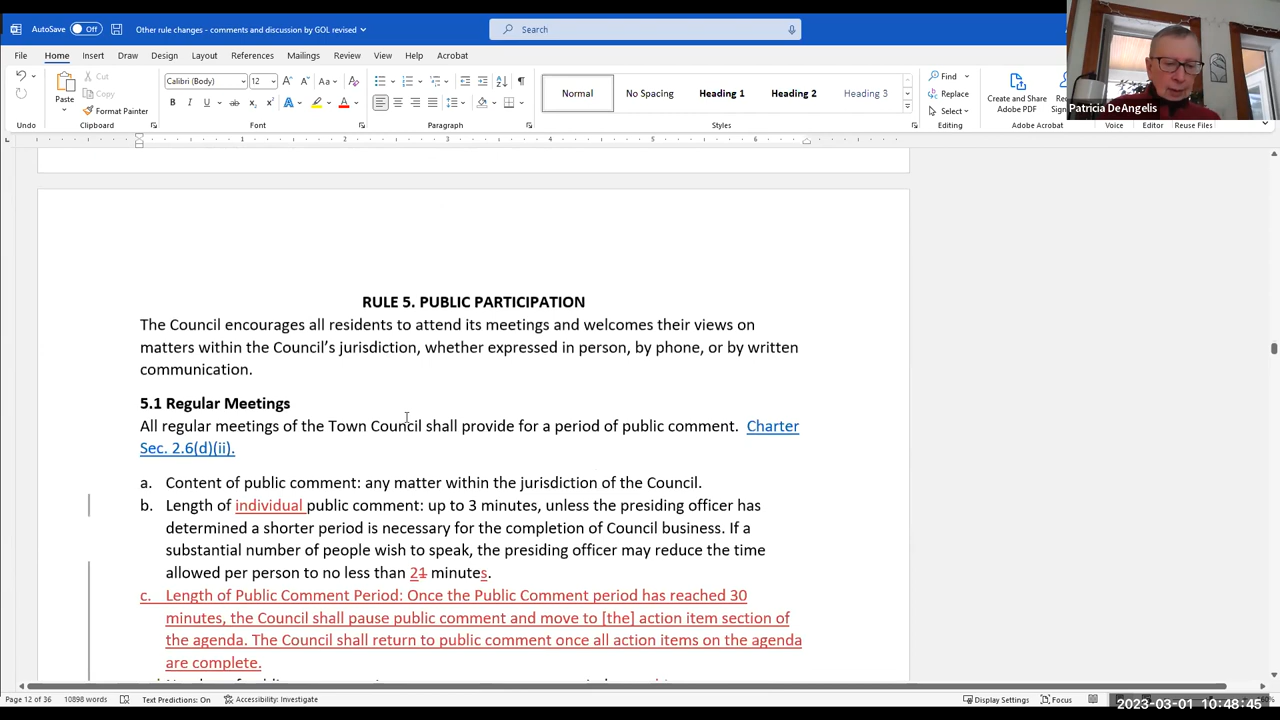 AutoSave Off Other rule changes - comments and discussion by GOL revised Search
File Home Insert Draw Design Layout References Mailings Review View Help Acrobat
Calibri (Body) 12 Cut Copy Format Painter Paste
Normal No Spacing Heading 1 Heading 2 Heading 3
Find Replace Select
Create and Share Adobe PDF
Patricia DeAngelis
Undo Clipboard Font Paragraph Styles Editing Adobe Acrobat Voice Editor Reuse Files
RULE 5. PUBLIC PARTICIPATION
The Council encourages all residents to attend its meetings and welcomes their views on
matters within the Council’s jurisdiction, whether expressed in person, by phone, or by written
communication.
5.1 Regular Meetings
All regular meetings of the Town Council shall provide for a period of public comment. Charter
Sec. 2.6(d)(ii).
a. Content of public comment: any matter within the jurisdiction of the Council.
b. Length of individual public comment: up to 3 minutes, unless the presiding officer has
determined a shorter period is necessary for the completion of Council business. If a
substantial number of people wish to speak, the presiding officer may reduce the time
allowed per person to no less than 21 minutes.
c. Length of Public Comment Period: Once the Public Comment period has reached 30
minutes, the Council shall pause public comment and move to [the] action item section of
the agenda. The Council shall return to public comment once all action items on the agenda
are complete.
Page 12 of 36 10898 words Text Predictions: On Accessibility: Investigate Display Settings Focus
2023-03-01 10:48:45